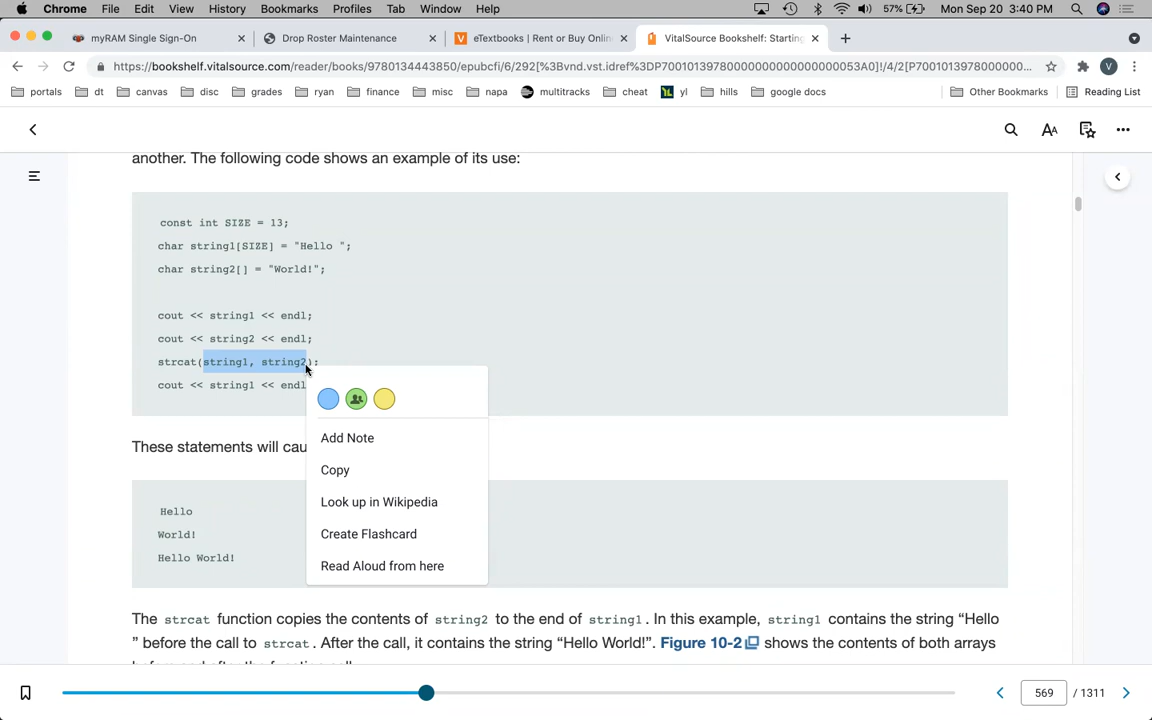 Chrome File Edit View History Bookmarks Profiles Tab Window Help 57% Mon Sep 20 3:40 PM
myRAM Single Sign-On Drop Roster Maintenance eTextbooks | Rent or Buy Onlin VitalSource Bookshelf: Starting
https://bookshelf.vitalsource.com/reader/books/9780134443850/epubcfi/6/292[%3Bvnd.vst.idref%3DP70010139780000000000000000053A0]!/4/2[P7001013978000000...
portals dt canvas disc grades ryan finance misc napa multitracks cheat yl hills google docs Other Bookmarks Reading List
another. The following code shows an example of its use:
const int SIZE = 13;
char string1[SIZE] = "Hello ";
char string2[] = "World!";
cout << string1 << endl;
cout << string2 << endl;
strcat(string1, string2);
cout << string1 << endl
These statements will cau
Add Note
Copy
Look up in Wikipedia
Create Flashcard
Read Aloud from here
Hello
World!
Hello World!
The strcat function copies the contents of string2 to the end of string1. In this example, string1 contains the string “Hello
” before the call to strcat. After the call, it contains the string “Hello World!”. Figure 10-2 shows the contents of both arrays
before and after the function call.
569 / 1311